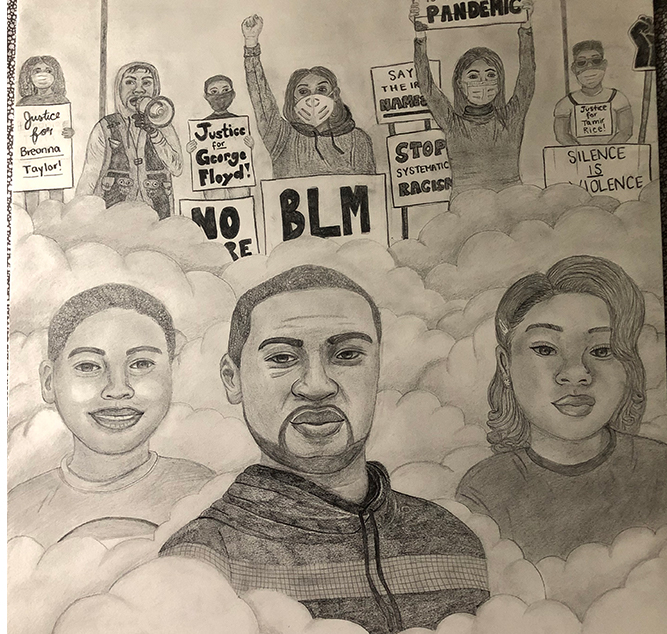 PANDEMIC
SAY
THEIR
NAMES
Justice
for
Breonna
Taylor!
Justice
for
George
Floyd!
STOP
SYSTEMATIC
RACISM
Justice
for
Tamir
Rice!
NO
RE
BLM
SILENCE
IS
VIOLENCE